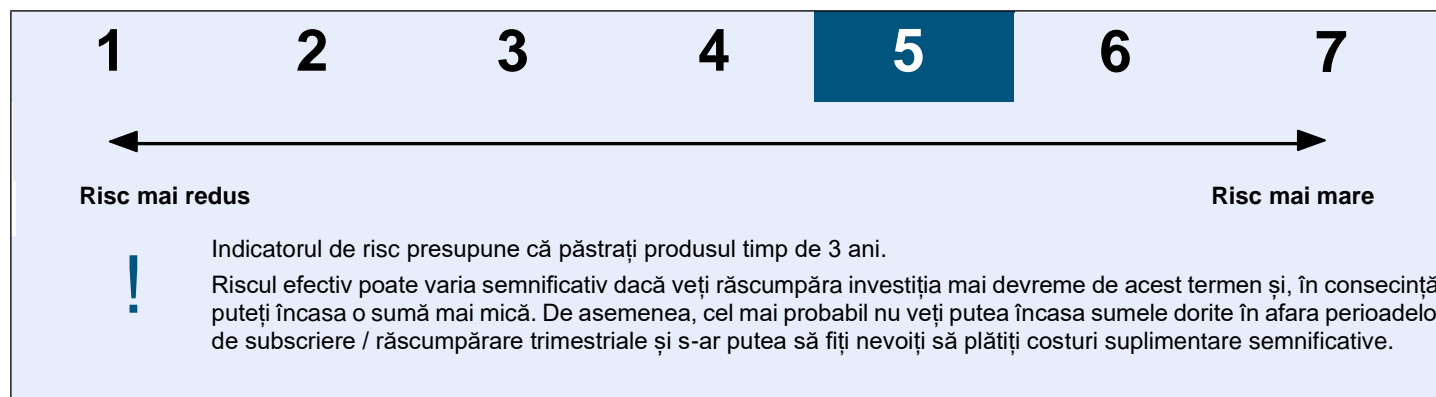 1 2 3 4 5 6 7
Risc mai redus Risc mai mare
! Indicatorul de risc presupune că păstrați produsul timp de 3 ani.
Riscul efectiv poate varia semnificativ dacă veți răscumpăra investiția mai devreme de acest termen și, în consecință
puteți încasa o sumă mai mică. De asemenea, cel mai probabil nu veți putea încasa sumele dorite în afara perioadelo
de subscriere / răscumpărare trimestriale și s-ar putea să fiți nevoiți să plătiți costuri suplimentare semnificative.